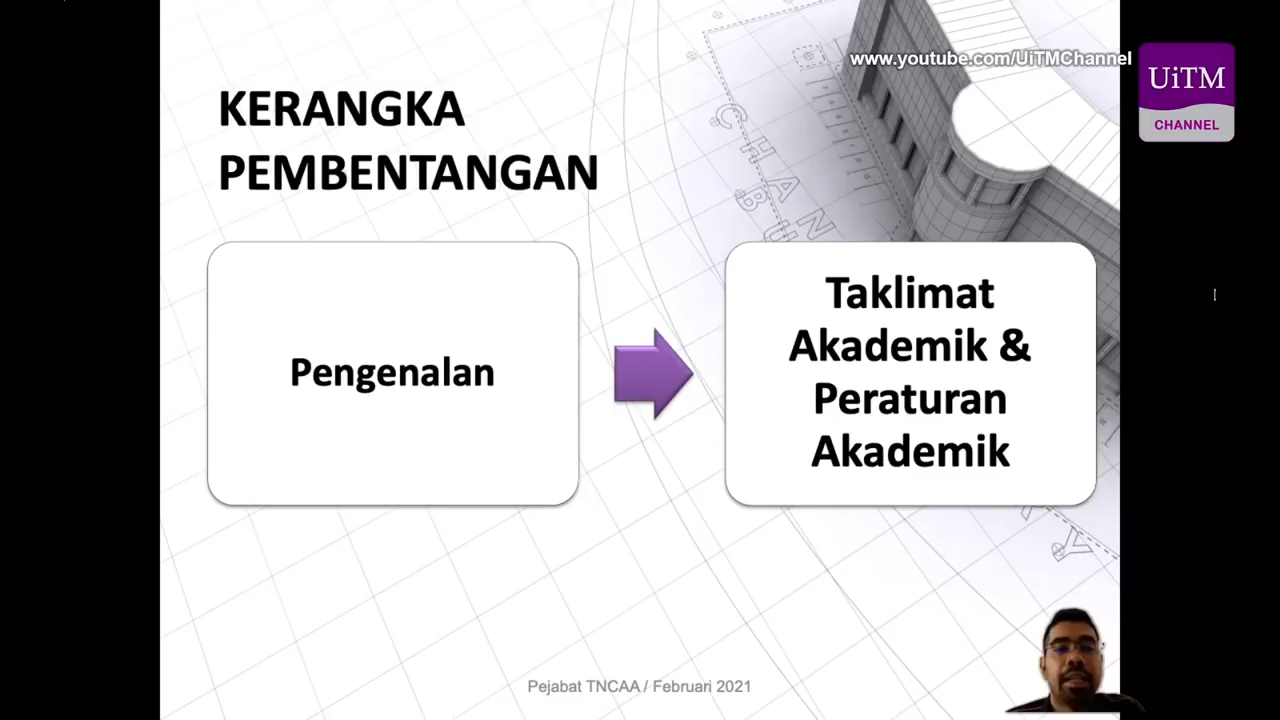 www.youtube.com/UiTMChannel
UiTM
CHANNEL
KERANGKA
PEMBENTANGAN
Pengenalan
Taklimat
Akademik &
Peraturan
Akademik
Pejabat TNCAA / Februari 2021